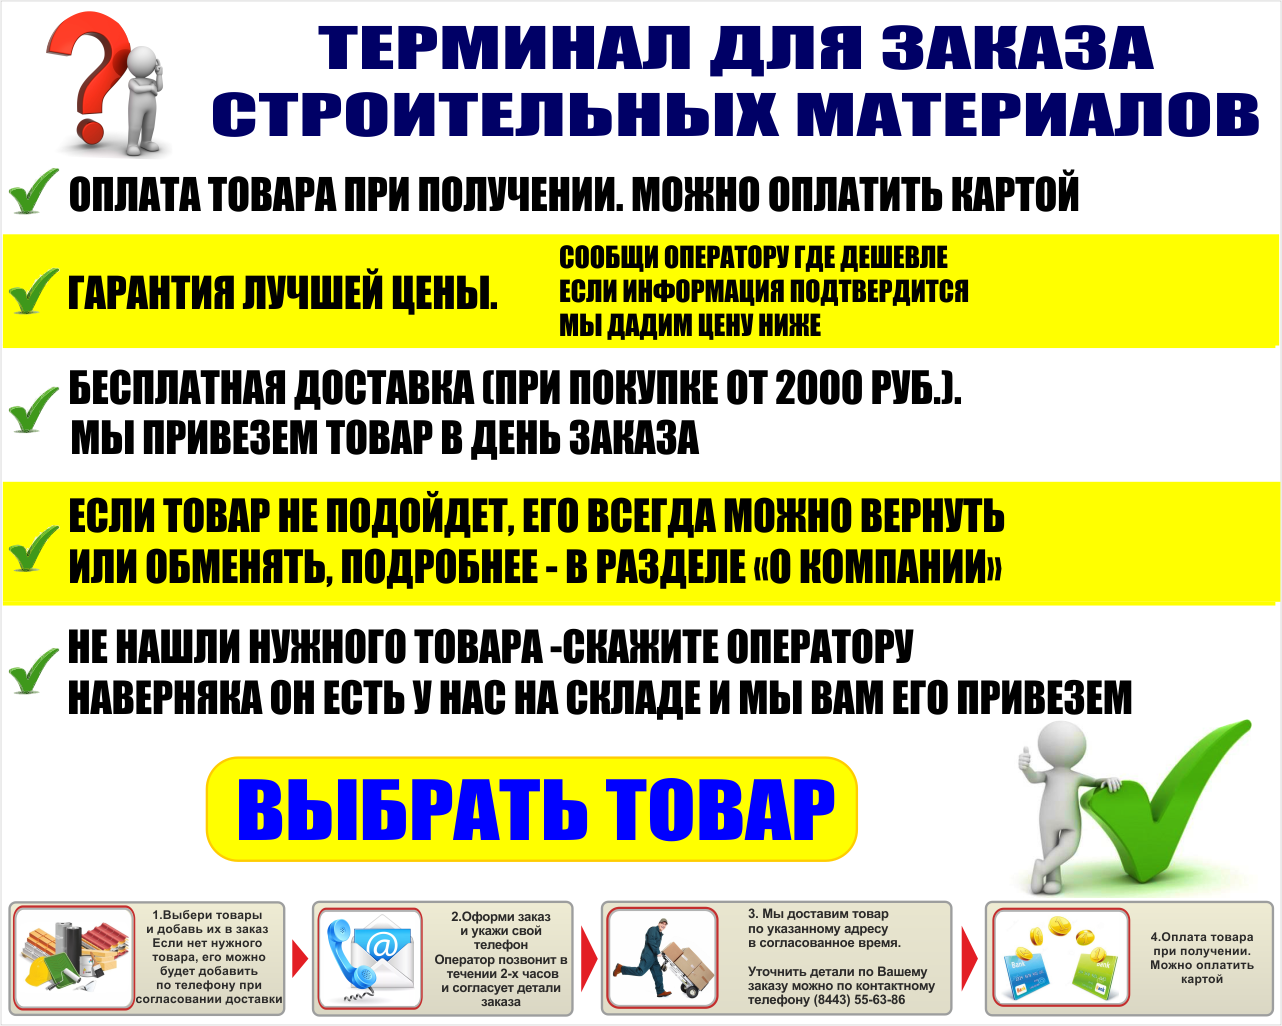 ТЕРМИНАЛ ДЛЯ ЗАКАЗА
СТРОИТЕЛЬНЫХ МАТЕРИАЛОВ
ОПЛАТА ТОВАРА ПРИ ПОЛУЧЕНИИ. МОЖНО ОПЛАТИТЬ КАРТОЙ
ГАРАНТИЯ ЛУЧШЕЙ ЦЕНЫ.
СООБЩИ ОПЕРАТОРУ ГДЕ ДЕШЕВЛЕ
ЕСЛИ ИНФОРМАЦИЯ ПОДТВЕРДИТСЯ
МЫ ДАДИМ ЦЕНУ НИЖЕ
БЕСПЛАТНАЯ ДОСТАВКА (ПРИ ПОКУПКЕ ОТ 2000 РУБ.).
МЫ ПРИВЕЗЕМ ТОВАР В ДЕНЬ ЗАКАЗА
ЕСЛИ ТОВАР НЕ ПОДОЙДЕТ, ЕГО ВСЕГДА МОЖНО ВЕРНУТЬ
ИЛИ ОБМЕНЯТЬ, ПОДРОБНЕЕ - В РАЗДЕЛЕ «О КОМПАНИИ»
НЕ НАШЛИ НУЖНОГО ТОВАРА -СКАЖИТЕ ОПЕРАТОРУ
НАВЕРНЯКА ОН ЕСТЬ У НАС НА СКЛАДЕ И МЫ ВАМ ЕГО ПРИВЕЗЕМ
ВЫБРАТЬ ТОВАР
1.Выбери товары
и добавь их в заказ
Если нет нужного
товара, его можно
будет добавить
по телефону при
согласовании доставки
@
2.Оформи заказ
и укажи свой
телефон
Оператор позвонит в
течении 2-х часов
и согласует детали
заказа
3. Мы доставим товар
по указанному адресу
в согласованное время.
Уточнить детали по Вашему
заказу можно по контактному
телефону (8443) 55-63-86
4.Оплата товара
при получении.
Можно оплатить
картой